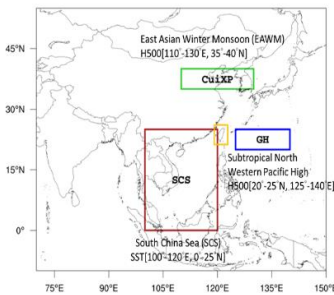 45°N
30°N
15°N
0°
75°E
90°E
105°E
120°E
135°E
150°E
East Asian Winter Monsoon (EAWM)
H500[110°-130°E, 35°-40°N]
CuiXP
GH
Subtropical North
Western Pacific High
H500[20°-25°N, 125°-140°E]
SCS
South China Sea (SCS)
SST[100°-120°E, 0-25°N]